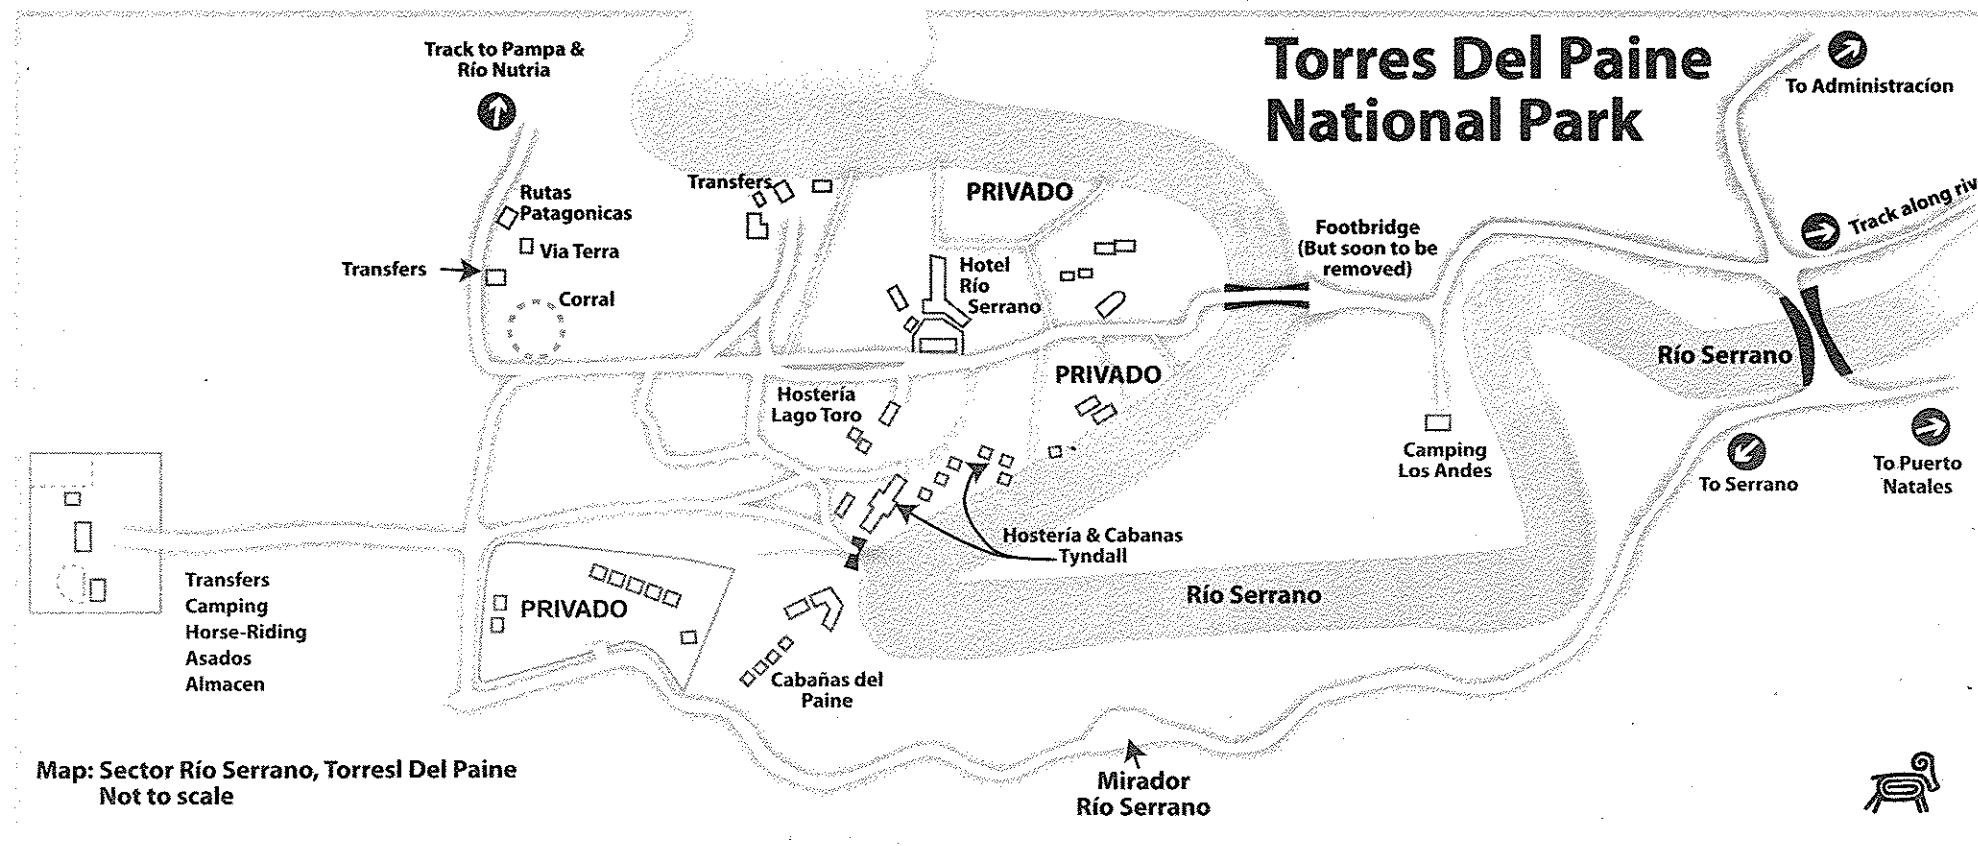 Track to Pampa &
Río Nutria
Torres Del Paine
National Park
To Administracíon
Transfers
PRIVADO
Rutas
Patagonicas
Via Terra
Transfers
Corral
Hotel
Río
Serrano
Footbridge
(But soon to be
removed)
Track along riv
Río Serrano
PRIVADO
Hostería
Lago Toro
Camping
Los Andes
To Serrano
To Puerto
Natales
Hostería & Cabanas
Tyndall
Transfers
Camping
Horse-Riding
Asados
Almacen
PRIVADO
Río Serrano
Cabañas del
Paine
Map: Sector Río Serrano, Torresl Del Paine
Not to scale
Mirador
Río Serrano